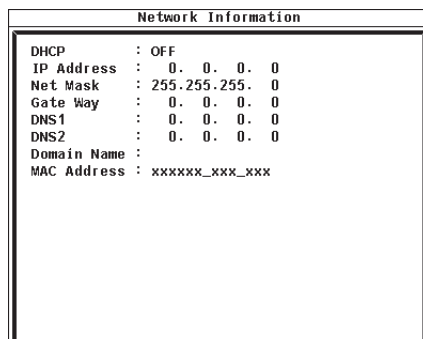 Network Information
DHCP : OFF
IP Address : 0. 0. 0. 0
Net Mask : 255.255.255. 0
Gate Way : 0. 0. 0. 0
DNS1 : 0. 0. 0. 0
DNS2 : 0. 0. 0. 0
Domain Name :
MAC Address : xxxxxx_xxx_xxx